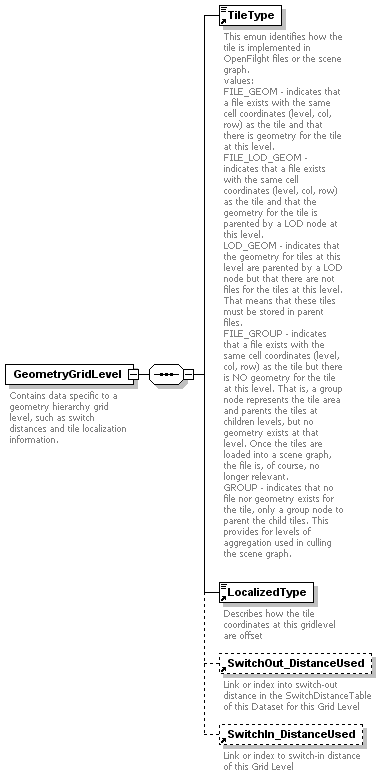 TileType
This emun identifies how the
tile is implemented in
OpenFilght files or the scene
graph.
values:
FILE_GEOM - indicates that
a file exists with the same
cell coordinates (level, col,
row) as the tile and that
there is geometry for the tile
at this level.
FILE_LOD_GEOM -
indicates that a file exists
with the same cell
coordinates (level, col, row)
as the tile and that the
geometry for the tile is
parented by a LOD node at
this level.
LOD_GEOM - indicates that
the geometry for tiles at this
level are parented by a LOD
node but that there are not
files for the tiles at this level.
That means that these tiles
must be stored in parent
files.
FILE_GROUP - indicates
that a file exists with the
same cell coordinates (level,
col, row) as the tile but there
is NO geometry for the tile
at this level. That is, a group
node represents the tile area
and parents the tiles at
children levels, but no
geometry exists at that
level. Once the tiles are
loaded into a scene graph,
the file is, of course, no
longer relevant.
GROUP - indicates that no
file nor geometry exists for
the tile, only a group node to
parent the child tiles. This
provides for levels of
aggregation used in culling
the scene graph.
GeometryGridLevel
Contains data specific to a
geometry hierarchy grid
level, such as switch
distances and tile localization
information.
LocalizedType
Describes how the tile
coordinates at this gridlevel
are offset
SwitchOut_DistanceUsed
Link or index into switch-out
distance in the SwitchDistanceTable
of this Dataset for this Grid Level
SwitchIn_DistanceUsed
Link or index to switch-in distance
of this Grid Level